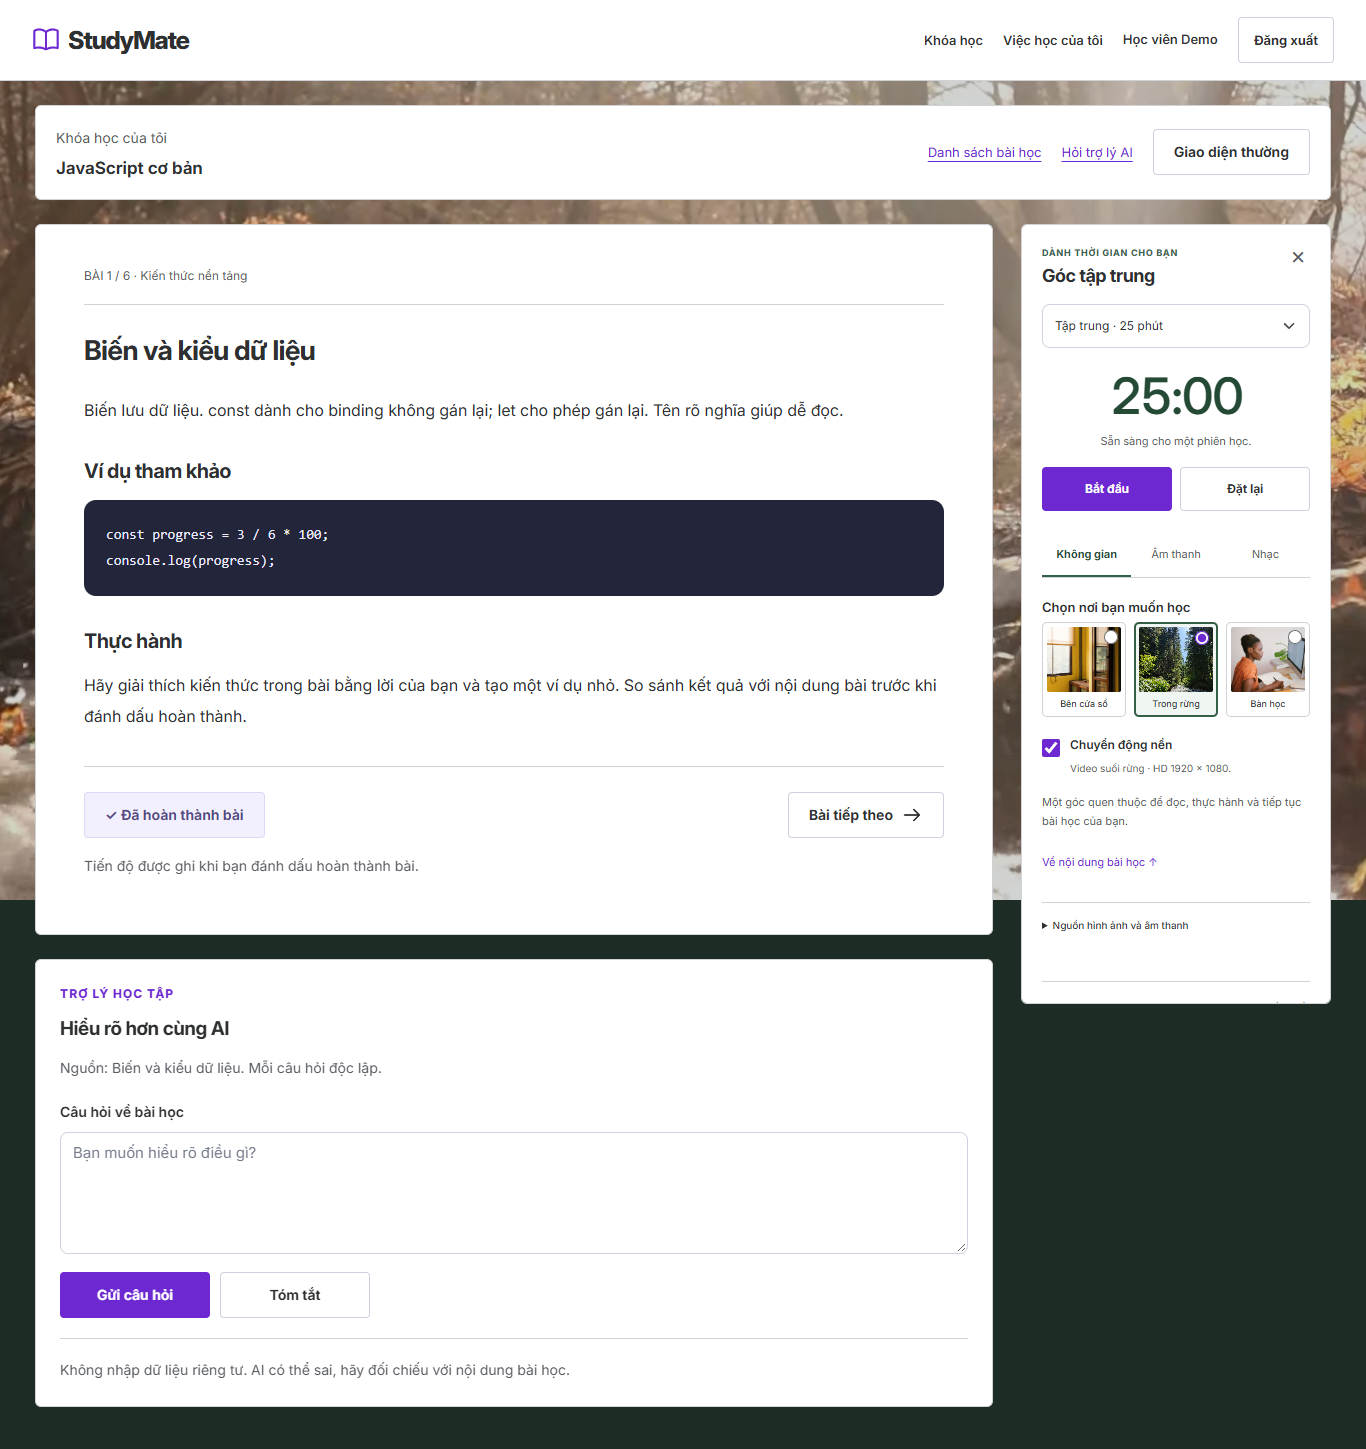 StudyMate
Khóa học
Việc học của tôi
Học viên Demo
Đăng xuất
Khóa học của tôi
JavaScript cơ bản
Danh sách bài học
Hỏi trợ lý AI
Giao diện thường
BÀI 1 / 6 · Kiến thức nền tảng
Biến và kiểu dữ liệu
Biến lưu dữ liệu. const dành cho binding không gán lại; let cho phép gán lại. Tên rõ nghĩa giúp dễ đọc.
Ví dụ tham khảo
const progress = 3 / 6 * 100;
console.log(progress);
Thực hành
Hãy giải thích kiến thức trong bài bằng lời của bạn và tạo một ví dụ nhỏ. So sánh kết quả với nội dung bài trước khi
đánh dấu hoàn thành.
✓ Đã hoàn thành bài
Bài tiếp theo →
Tiến độ được ghi khi bạn đánh dấu hoàn thành bài.
DÀNH THỜI GIAN CHO BẠN
Góc tập trung
Tập trung · 25 phút
25:00
Sẵn sàng cho một phiên học.
Bắt đầu
Đặt lại
Không gian
Âm thanh
Nhạc
Chọn nơi bạn muốn học
Bên cửa sổ
Trong rừng
Bàn học
Chuyển động nền
Video suối rừng · HD 1920 × 1080.
Một góc quen thuộc để đọc, thực hành và tiếp tục
bài học của bạn.
Về nội dung bài học ↑
Nguồn hình ảnh và âm thanh
TRỢ LÝ HỌC TẬP
Hiểu rõ hơn cùng AI
Nguồn: Biến và kiểu dữ liệu. Mỗi câu hỏi độc lập.
Câu hỏi về bài học
Bạn muốn hiểu rõ điều gì?
Gửi câu hỏi
Tóm tắt
Không nhập dữ liệu riêng tư. AI có thể sai, hãy đối chiếu với nội dung bài học.